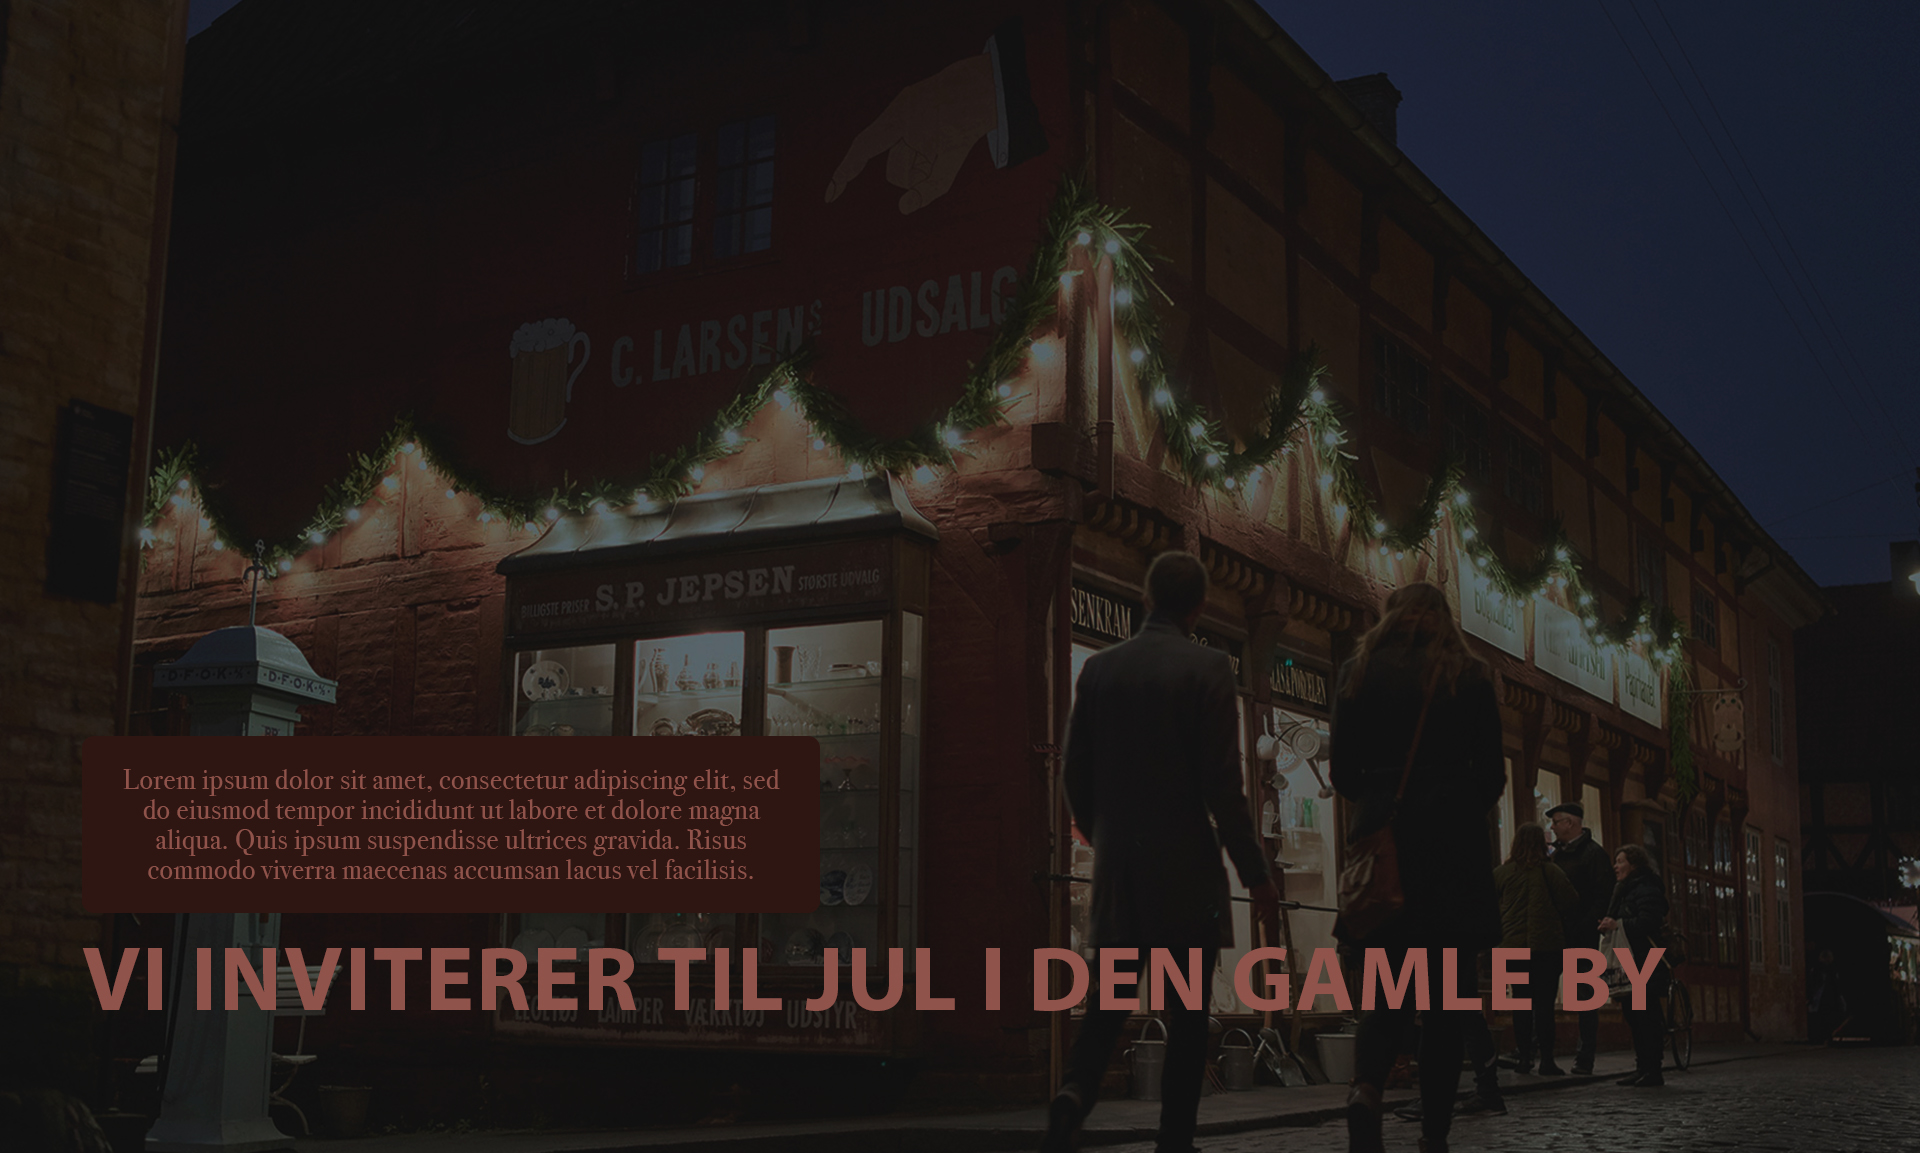 C. LARSENS UDSALG
BILLIGSTE PRISER S. P. JEPSEN STØRSTE UDVALG
SENKRAM
D·F·O·K·
Lorem ipsum dolor sit amet, consectetur adipiscing elit, sed
do eiusmod tempor incididunt ut labore et dolore magna
aliqua. Quis ipsum suspendisse ultrices gravida. Risus
commodo viverra maecenas accumsan lacus vel facilisis.
VI INVITERER TIL JUL I DEN GAMLE BY
LEGETØJ LAMPER VÆRKTØJ UDSTYR